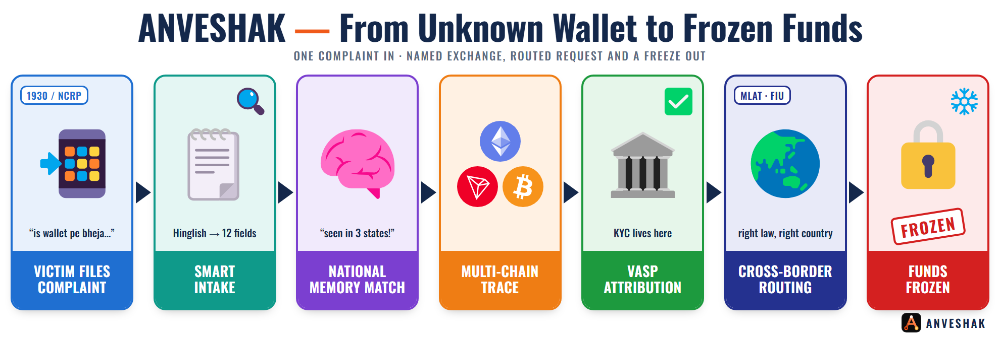 ANVESHAK — From Unknown Wallet to Frozen Funds
ONE COMPLAINT IN · NAMED EXCHANGE, ROUTED REQUEST AND A FREEZE OUT
1930 / NCRP
“is wallet pe bheja...”
VICTIM FILES
COMPLAINT
Hinglish → 12 fields
SMART
INTAKE
“seen in 3 states!”
NATIONAL
MEMORY MATCH
MULTI-CHAIN
TRACE
KYC lives here
VASP
ATTRIBUTION
MLAT · FIU
right law, right country
CROSS-BORDER
ROUTING
FROZEN
FUNDS
FROZEN
ANVESHAK